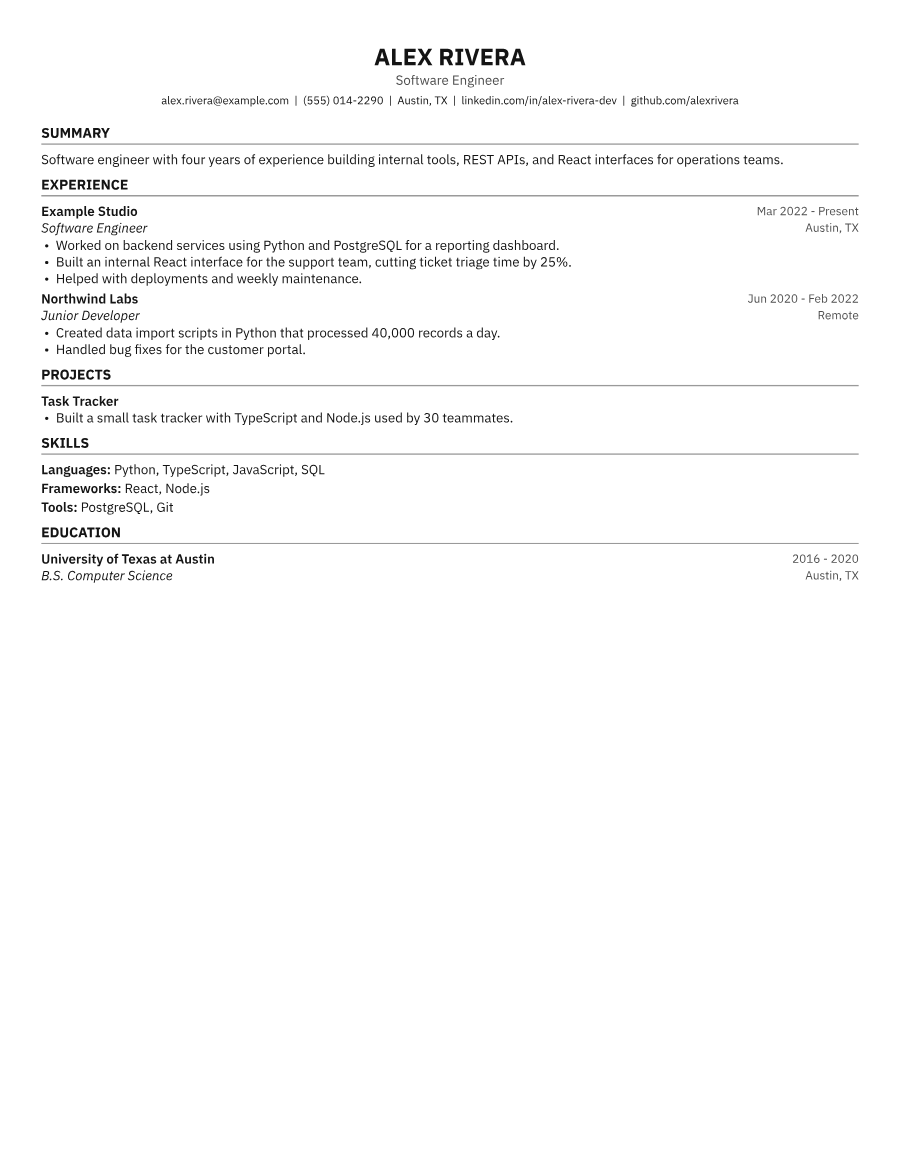 ALEX RIVERA
Software Engineer
alex.rivera@example.com | (555) 014-2290 | Austin, TX | linkedin.com/in/alex-rivera-dev | github.com/alexrivera
SUMMARY
Software engineer with four years of experience building internal tools, REST APIs, and React interfaces for operations teams.
EXPERIENCE
Example Studio Mar 2022 - Present
Software Engineer Austin, TX
• Worked on backend services using Python and PostgreSQL for a reporting dashboard.
• Built an internal React interface for the support team, cutting ticket triage time by 25%.
• Helped with deployments and weekly maintenance.
Northwind Labs Jun 2020 - Feb 2022
Junior Developer Remote
• Created data import scripts in Python that processed 40,000 records a day.
• Handled bug fixes for the customer portal.
PROJECTS
Task Tracker
• Built a small task tracker with TypeScript and Node.js used by 30 teammates.
SKILLS
Languages: Python, TypeScript, JavaScript, SQL
Frameworks: React, Node.js
Tools: PostgreSQL, Git
EDUCATION
University of Texas at Austin 2016 - 2020
B.S. Computer Science Austin, TX